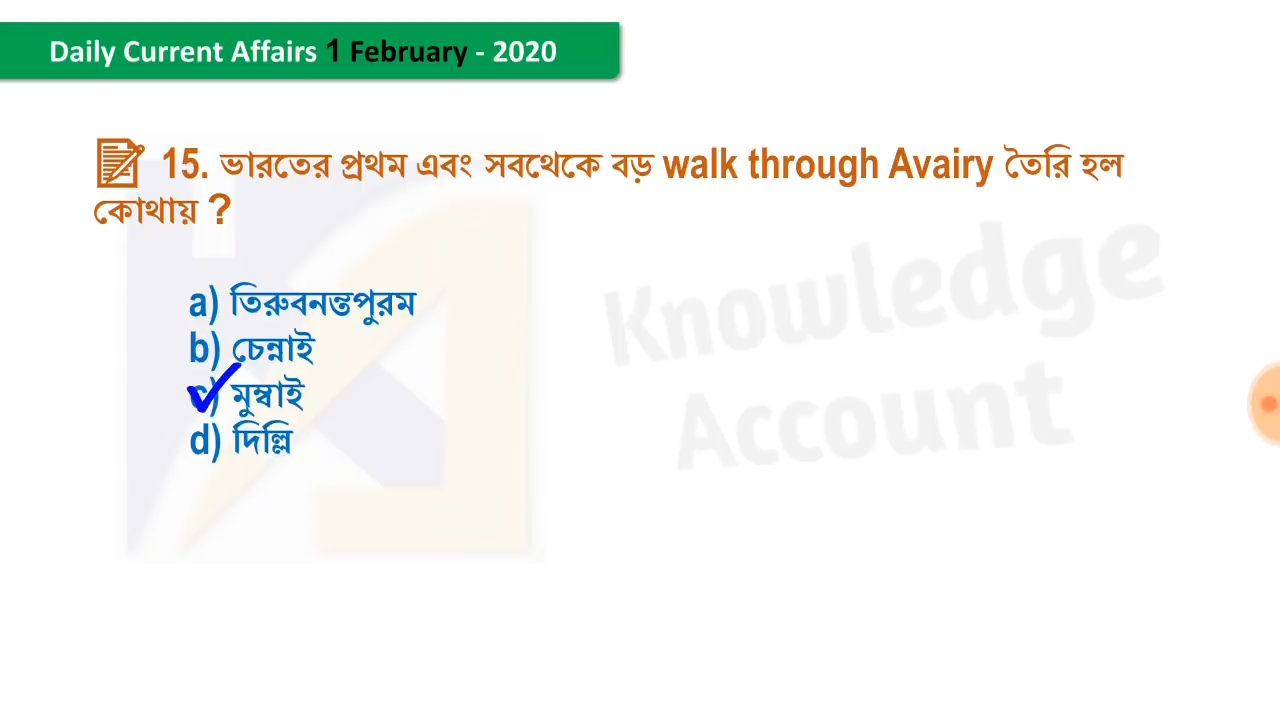 Daily Current Affairs 1 February - 2020
15. ভারতের প্রথম এবং সবথেকে বড় walk through Avairy তৈরি হল
কোথায় ?
a) তিরুবনন্তপুরম
b) চেন্নাই
c) মুম্বাই
d) দিল্লি
Knowledge
Account